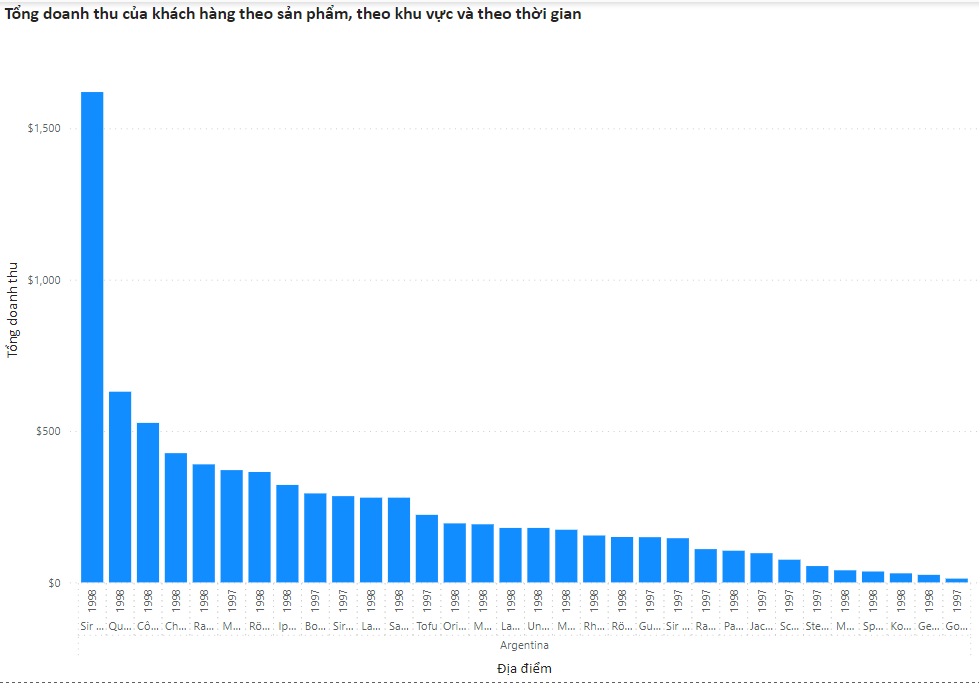 Tổng doanh thu của khách hàng theo sản phẩm, theo khu vực và theo thời gian
Tổng doanh thu
$1,500
$1,000
$500
$0
1998 1998 1998 1998 1998 1997 1998 1998 1997 1997 1998 1998 1997 1998 1998 1998 1998 1998 1998 1998 1997 1998 1997 1998 1997 1998 1997 1998 1998 1998 1998 1997
Sir ... Qu... Cô... Ch... Ra... M... Rö... Ip... Bo... Sir... La... Sa... Tofu Ori... M... La... Un... M... Rh... Rö... Gu... Sir ... Ra... Pa... Jac... Sc... Ste... M... Sp... Ko... Ge... Go...
Argentina
Địa điểm